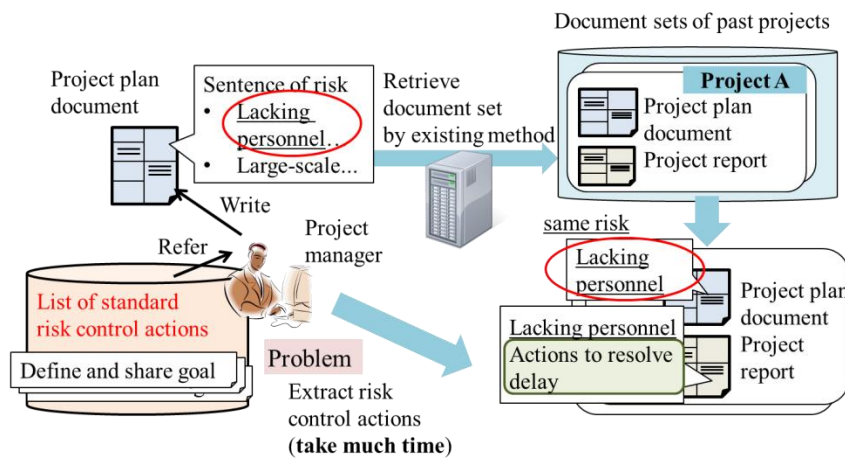 Document sets of past projects
Project plan
document
Sentence of risk
• Lacking
personnel…
• Large-scale...
Retrieve
document set
by existing method
Project A
Project plan
document
Project report
Write
Refer
Project
manager
same risk
Lacking
personnel
List of standard
risk control actions
Define and share goal
Problem
Extract risk
control actions
(take much time)
Lacking personnel
Actions to resolve
delay
Project plan
document
Project
report